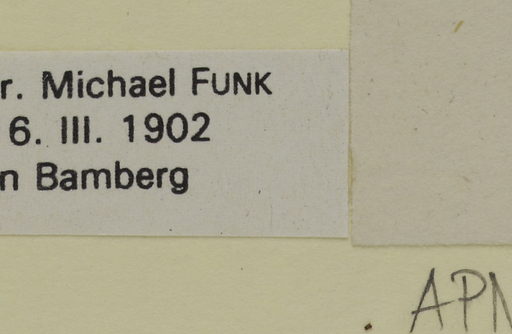 r. Michael FUNK
6. III. 1902
n Bamberg
APN